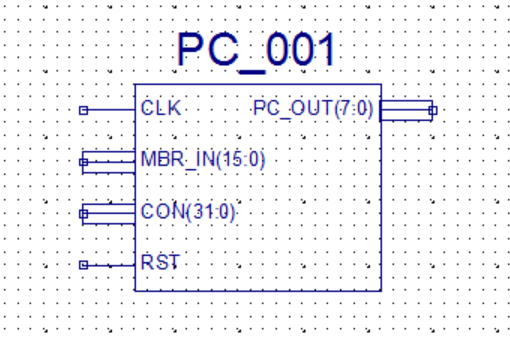 PC_001
CLK PC_OUT(7:0)
MBR_IN(15:0)
CON(31:0)
RST